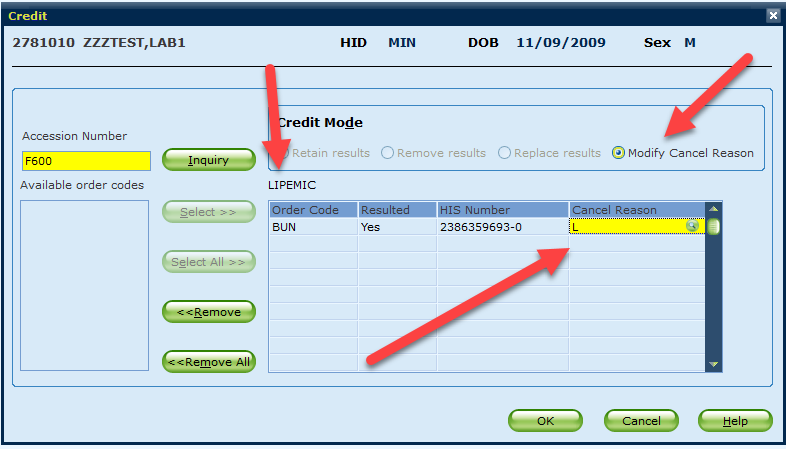 Credit
2781010 ZZZTEST,LAB1 HID MIN DOB 11/09/2009 Sex M
Credit Mode
Accession Number
F600
Inquiry
Retain results Remove results Replace results Modify Cancel Reason
Available order codes
LIPEMIC
Select >>
Select All >>
<<Remove
<<Remove All
Order Code Resulted HIS Number Cancel Reason
BUN Yes 2386359693-0 L
OK Cancel Help